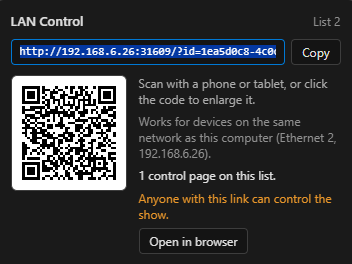 LAN Control
List 2
http://192.168.6.26:31609/?id=1ea5d0c8-4c0
Copy
Scan with a phone or tablet, or click
the code to enlarge it.
Works for devices on the same
network as this computer (Ethernet 2,
192.168.6.26).
1 control page on this list.
Anyone with this link can control the
show.
Open in browser